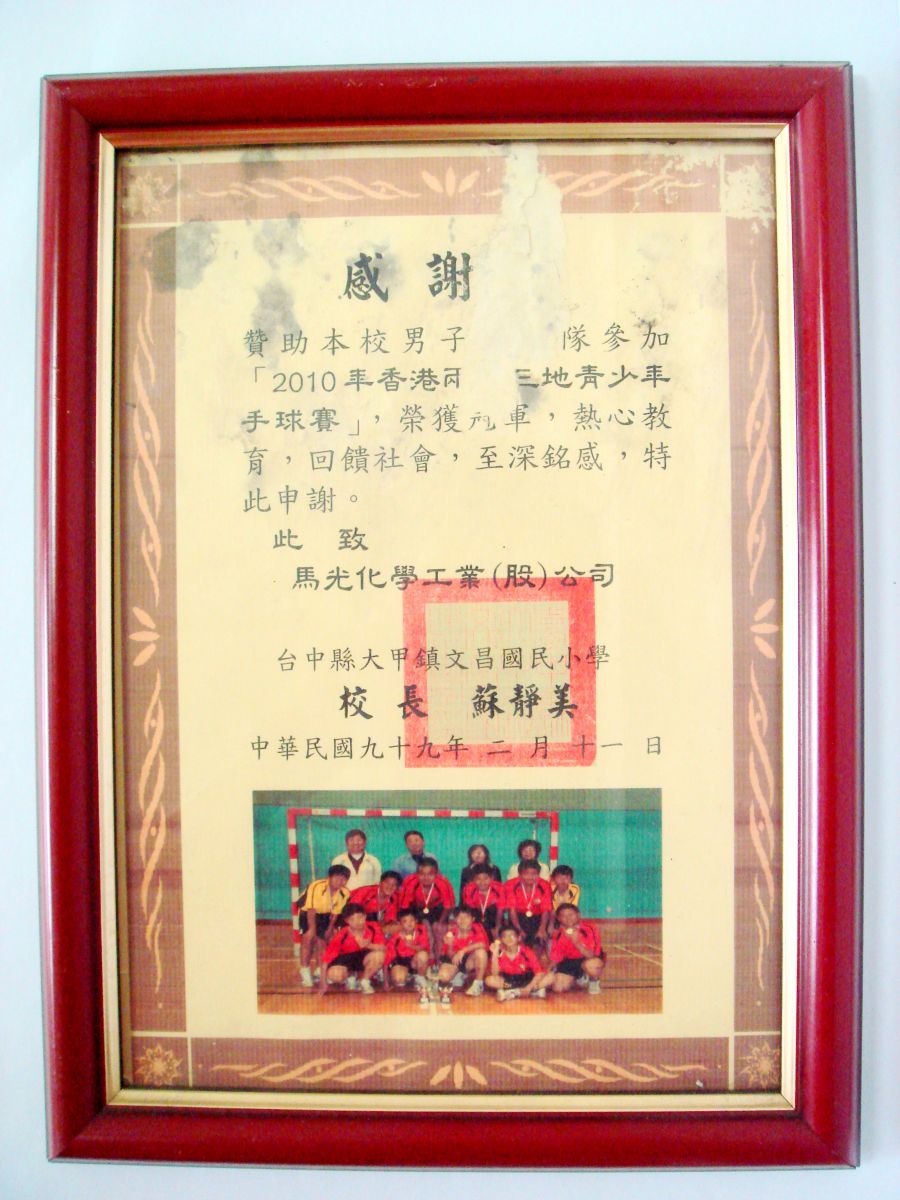 感謝
贊助本校男子 隊參加
「2010年香港 三地青少年
手球賽」，榮獲 軍，熱心教
育，回饋社會，至深銘感，特
此申謝。
此 致
馬光化學工業(股)公司
台中縣大甲鎮文昌國民小學
校長 蘇靜美
中華民國九十九年 二 月 十一 日